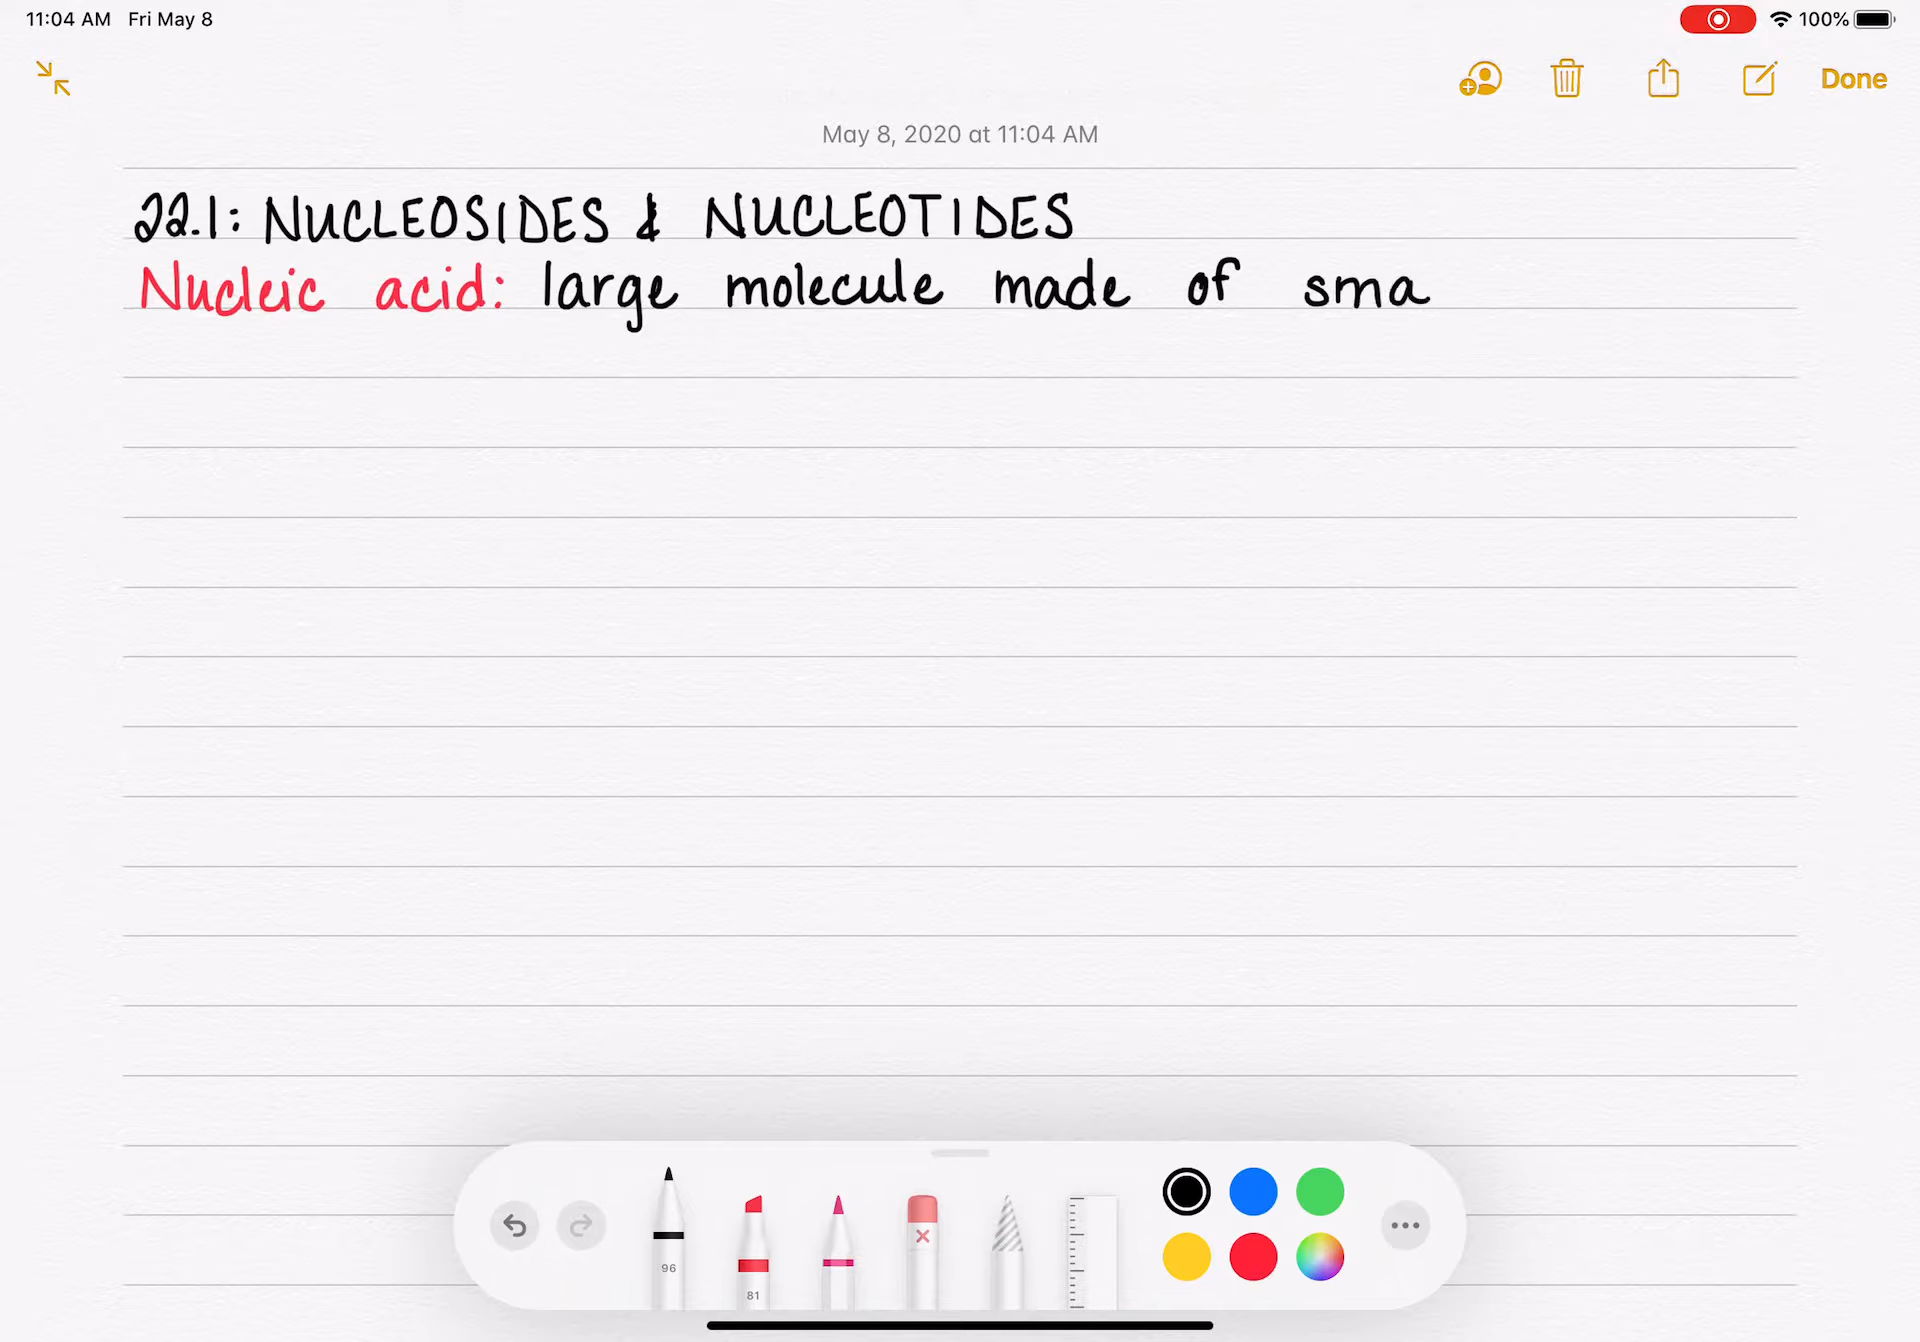 11:04 AM Fri May 8
100%
Done
May 8, 2020 at 11:04 AM
22.1: NUCLEOSIDES & NUCLEOTIDES
Nucleic acid: large molecule made of sma
96
81